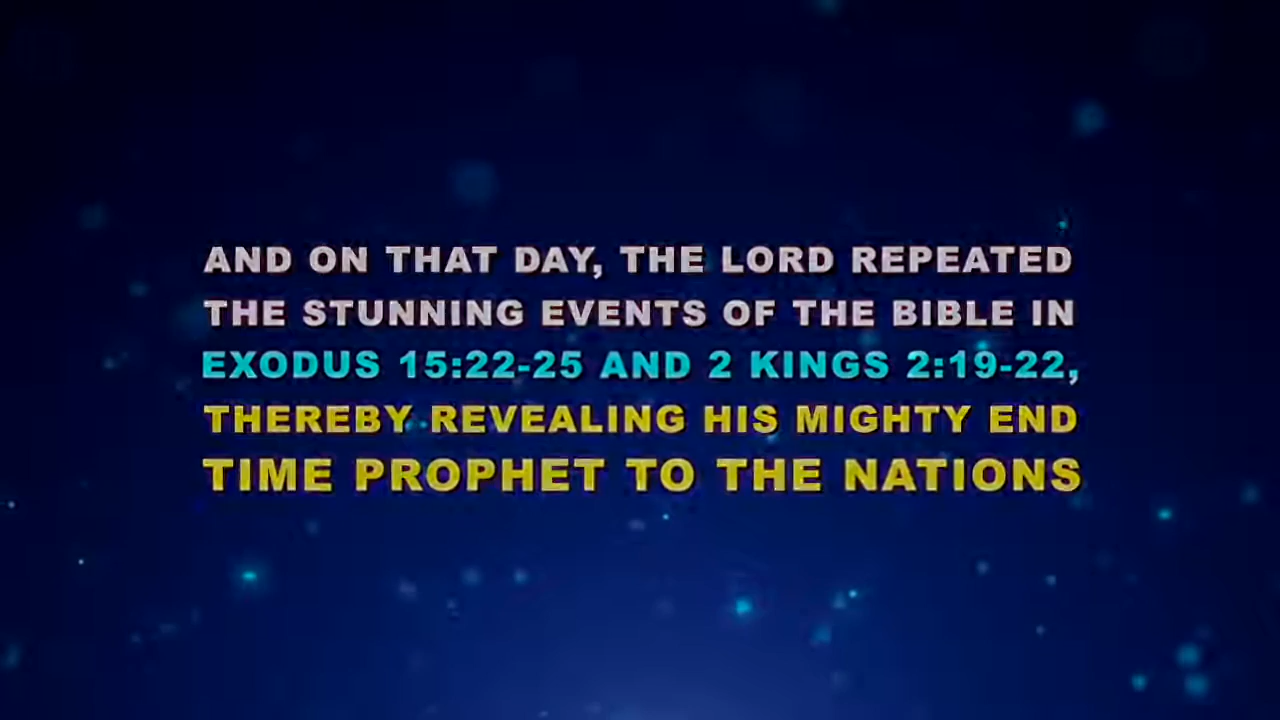 AND ON THAT DAY, THE LORD REPEATED
THE STUNNING EVENTS OF THE BIBLE IN
EXODUS 15:22-25 AND 2 KINGS 2:19-22,
THEREBY REVEALING HIS MIGHTY END
TIME PROPHET TO THE NATIONS